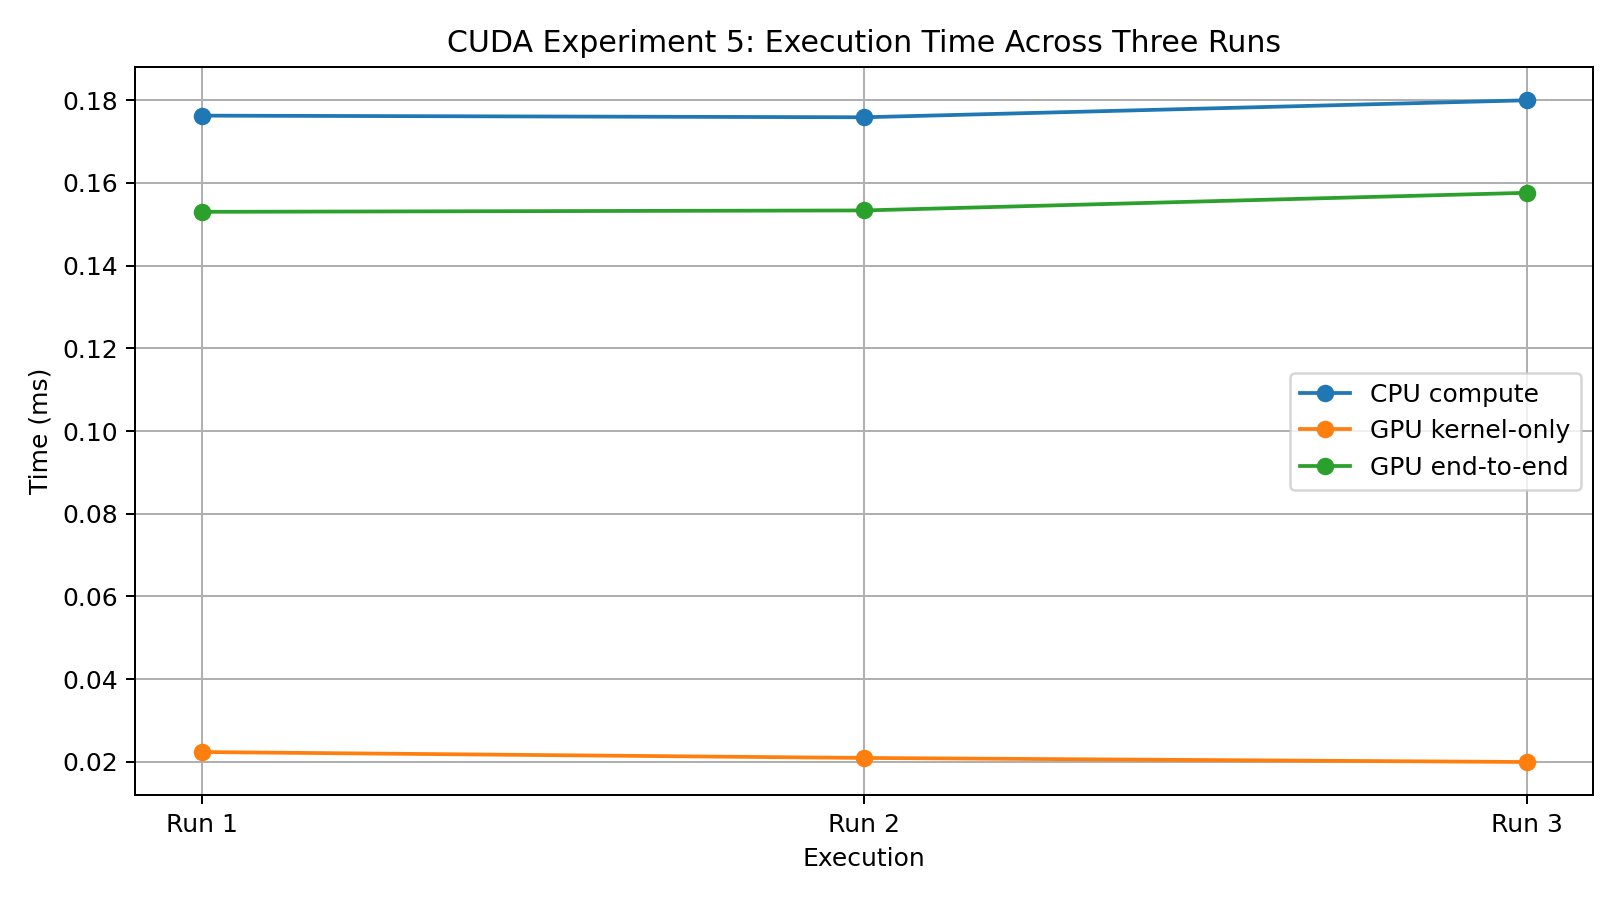 CUDA Experiment 5: Execution Time Across Three Runs
0.18
0.16
0.14
0.12
0.10
0.08
0.06
0.04
0.02
Time (ms)
CPU compute
GPU kernel-only
GPU end-to-end
Run 1
Run 2
Run 3
Execution